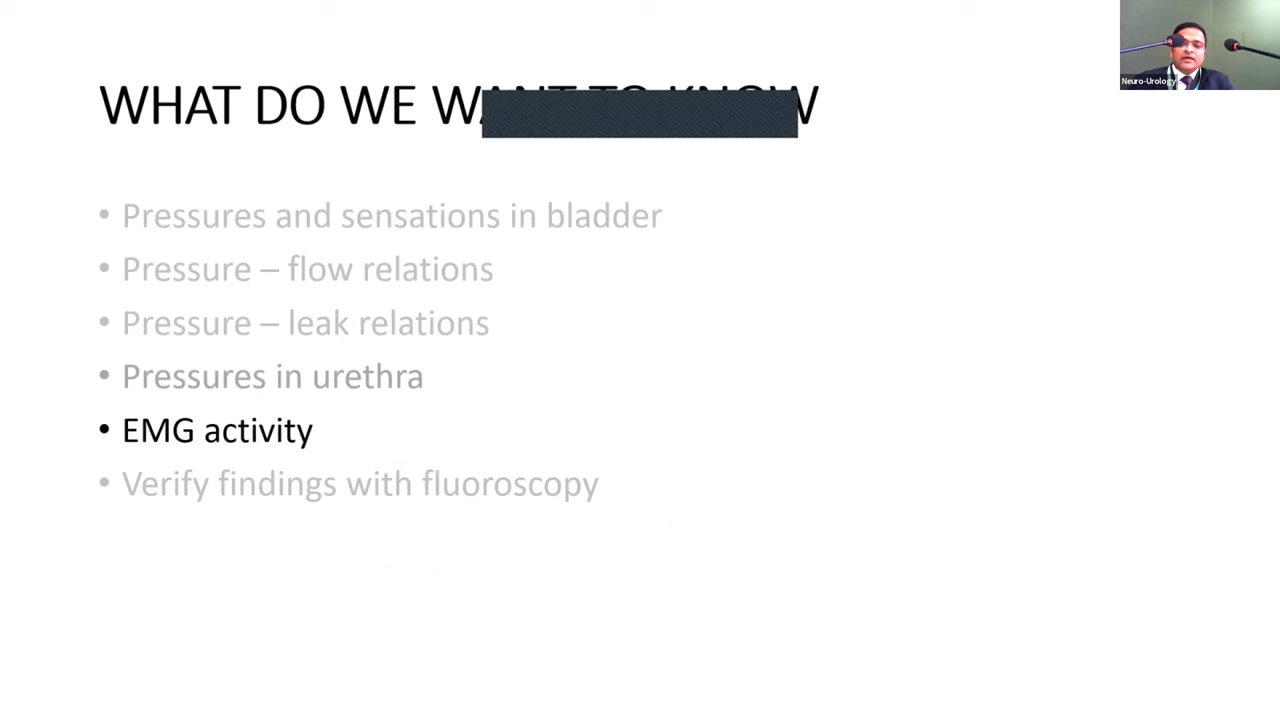 WHAT DO WE WANT TO KNOW
Neuro-Urology
• Pressures and sensations in bladder
• Pressure – flow relations
• Pressure – leak relations
• Pressures in urethra
• EMG activity
• Verify findings with fluoroscopy